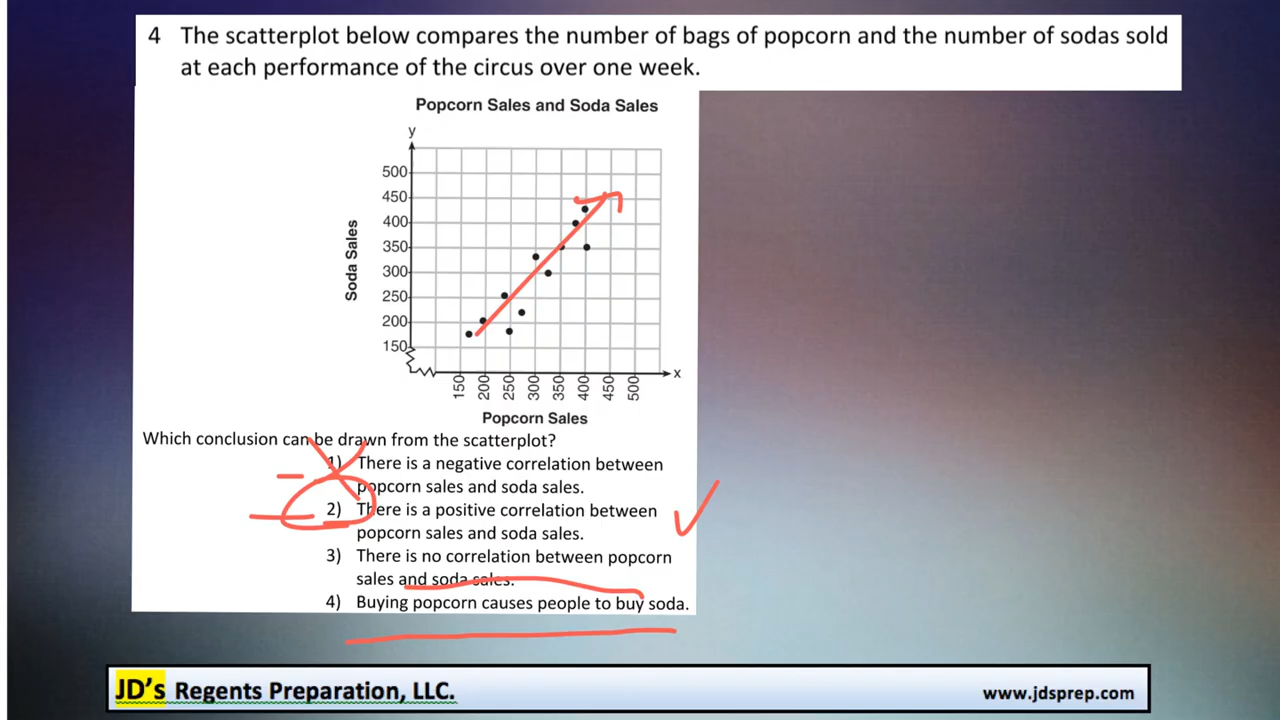 4 The scatterplot below compares the number of bags of popcorn and the number of sodas sold
at each performance of the circus over one week.
Popcorn Sales and Soda Sales
y
500
450
400
350
300
250
200
150
Soda Sales
x
150 200 250 300 350 400 450 500
Popcorn Sales
Which conclusion can be drawn from the scatterplot?
1) There is a negative correlation between
popcorn sales and soda sales.
2) There is a positive correlation between
popcorn sales and soda sales.
3) There is no correlation between popcorn
sales and soda sales.
4) Buying popcorn causes people to buy soda.
JD's Regents Preparation, LLC.
www.jdsprep.com